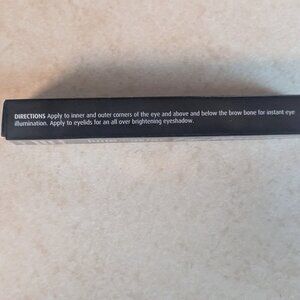 DIRECTIONS Apply to inner and outer corners of the eye and above and below the brow bone for instant eye
illumination. Apply to eyelids for an all over brightening eyeshadow.